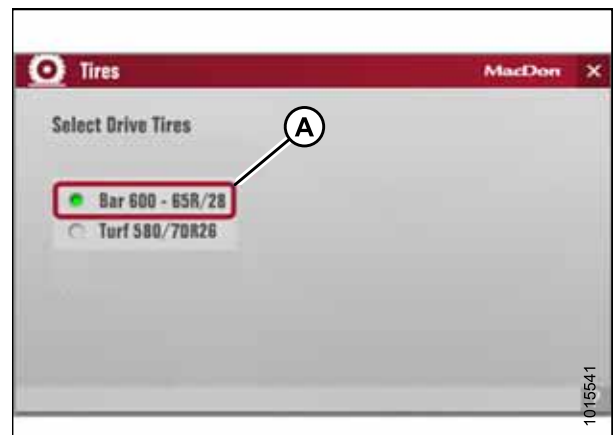 Tires MacDon X
Select Drive Tires
A
Bar 600 - 65R/28
Turf 580/70R26
1015541